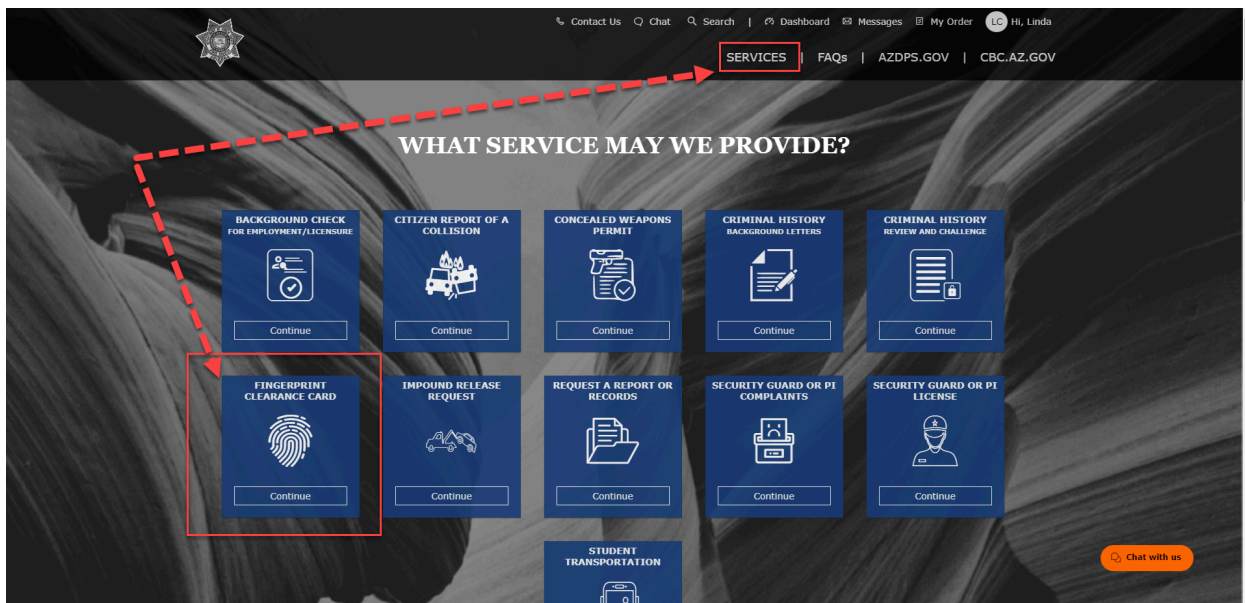 Contact Us Chat Search | Dashboard Messages My Order LC Hi, Linda
SERVICES | FAQs | AZDPS.GOV | CBC.AZ.GOV
WHAT SERVICE MAY WE PROVIDE?
BACKGROUND CHECK
FOR EMPLOYMENT/LICENSURE
Continue
CITIZEN REPORT OF A
COLLISION
Continue
CONCEALED WEAPONS
PERMIT
Continue
CRIMINAL HISTORY
BACKGROUND LETTERS
Continue
CRIMINAL HISTORY
REVIEW AND CHALLENGE
Continue
FINGERPRINT
CLEARANCE CARD
Continue
IMPOUND RELEASE
REQUEST
Continue
REQUEST A REPORT OR
RECORDS
Continue
SECURITY GUARD OR PI
COMPLAINTS
Continue
SECURITY GUARD OR PI
LICENSE
Continue
STUDENT
TRANSPORTATION
Chat with us